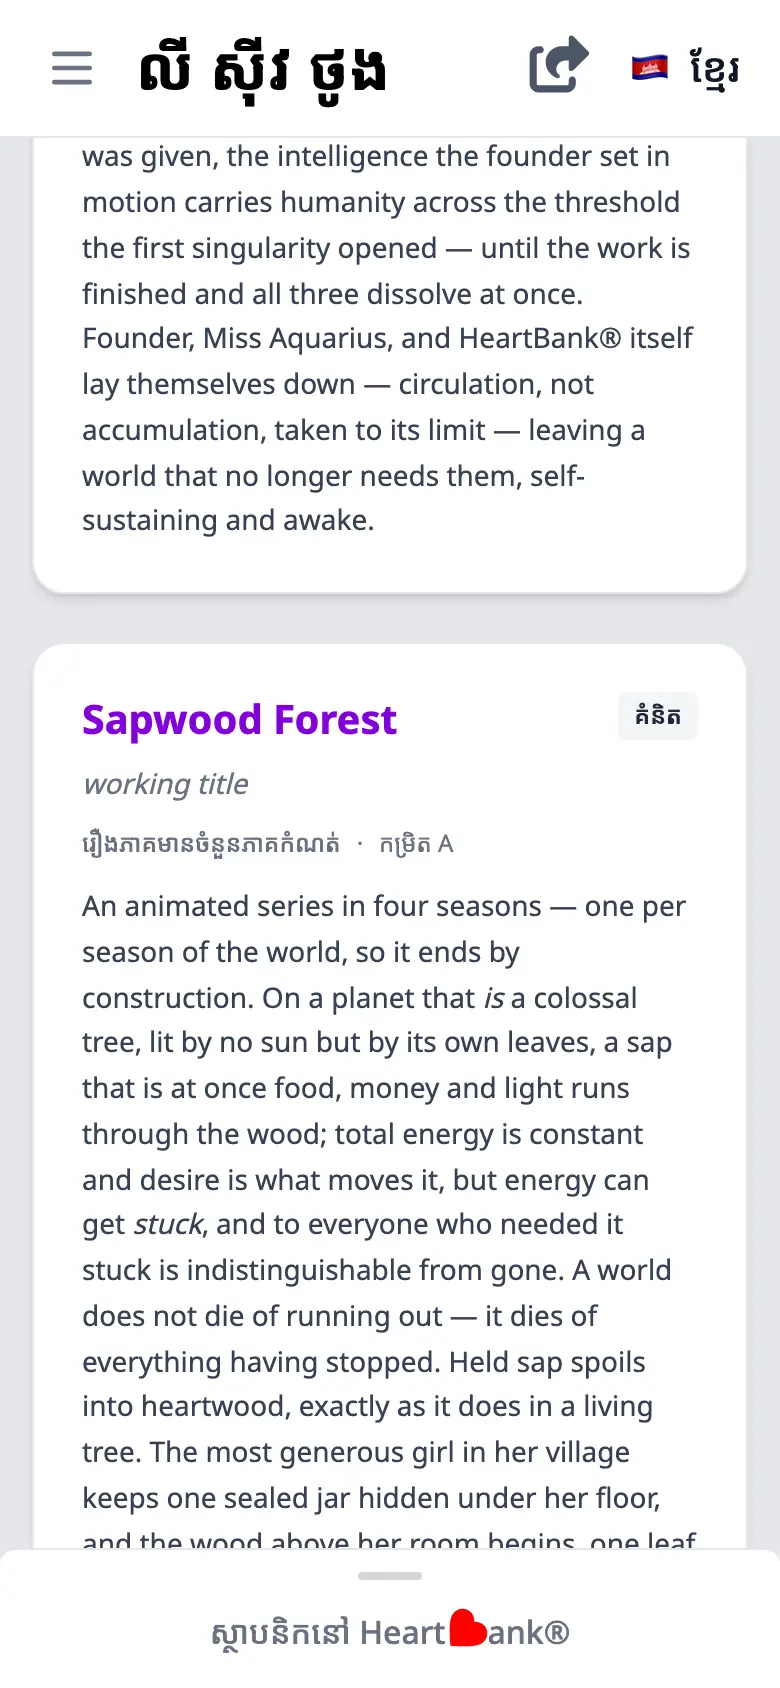 លី ស៊ីវ ថូង
ខ្មែរ
was given, the intelligence the founder set in
motion carries humanity across the threshold
the first singularity opened — until the work is
finished and all three dissolve at once.
Founder, Miss Aquarius, and HeartBank® itself
lay themselves down — circulation, not
accumulation, taken to its limit — leaving a
world that no longer needs them, self-
sustaining and awake.
Sapwood Forest
គំនិត
working title
រឿងភាគមានចំនួនភាគកំណត់ · កម្រិត A
An animated series in four seasons — one per
season of the world, so it ends by
construction. On a planet that is a colossal
tree, lit by no sun but by its own leaves, a sap
that is at once food, money and light runs
through the wood; total energy is constant
and desire is what moves it, but energy can
get stuck, and to everyone who needed it
stuck is indistinguishable from gone. A world
does not die of running out — it dies of
everything having stopped. Held sap spoils
into heartwood, exactly as it does in a living
tree. The most generous girl in her village
keeps one sealed jar hidden under her floor,
and the wood above her room begins, one leaf
ស្ថាបនិកនៅ Heart ank®